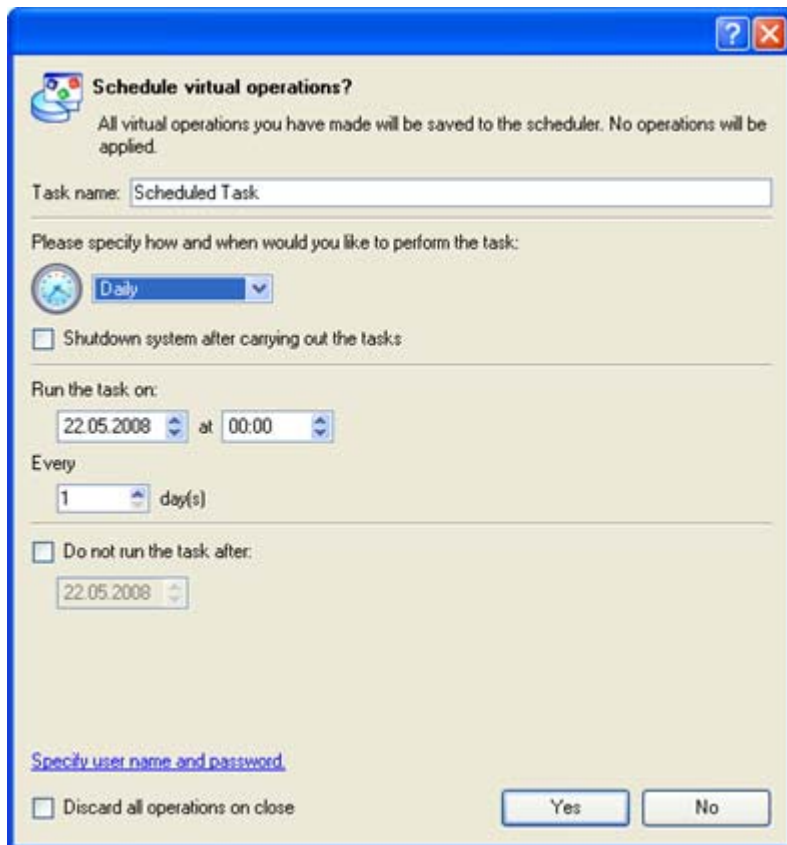 ?
Schedule virtual operations?
All virtual operations you have made will be saved to the scheduler. No operations will be
applied.
Task name: Scheduled Task
Please specify how and when would you like to perform the task:
Daily
Shutdown system after carrying out the tasks
Run the task on:
22.05.2008 at 00:00
Every
1 day(s)
Do not run the task after:
22.05.2008
Specify user name and password.
Discard all operations on close Yes No